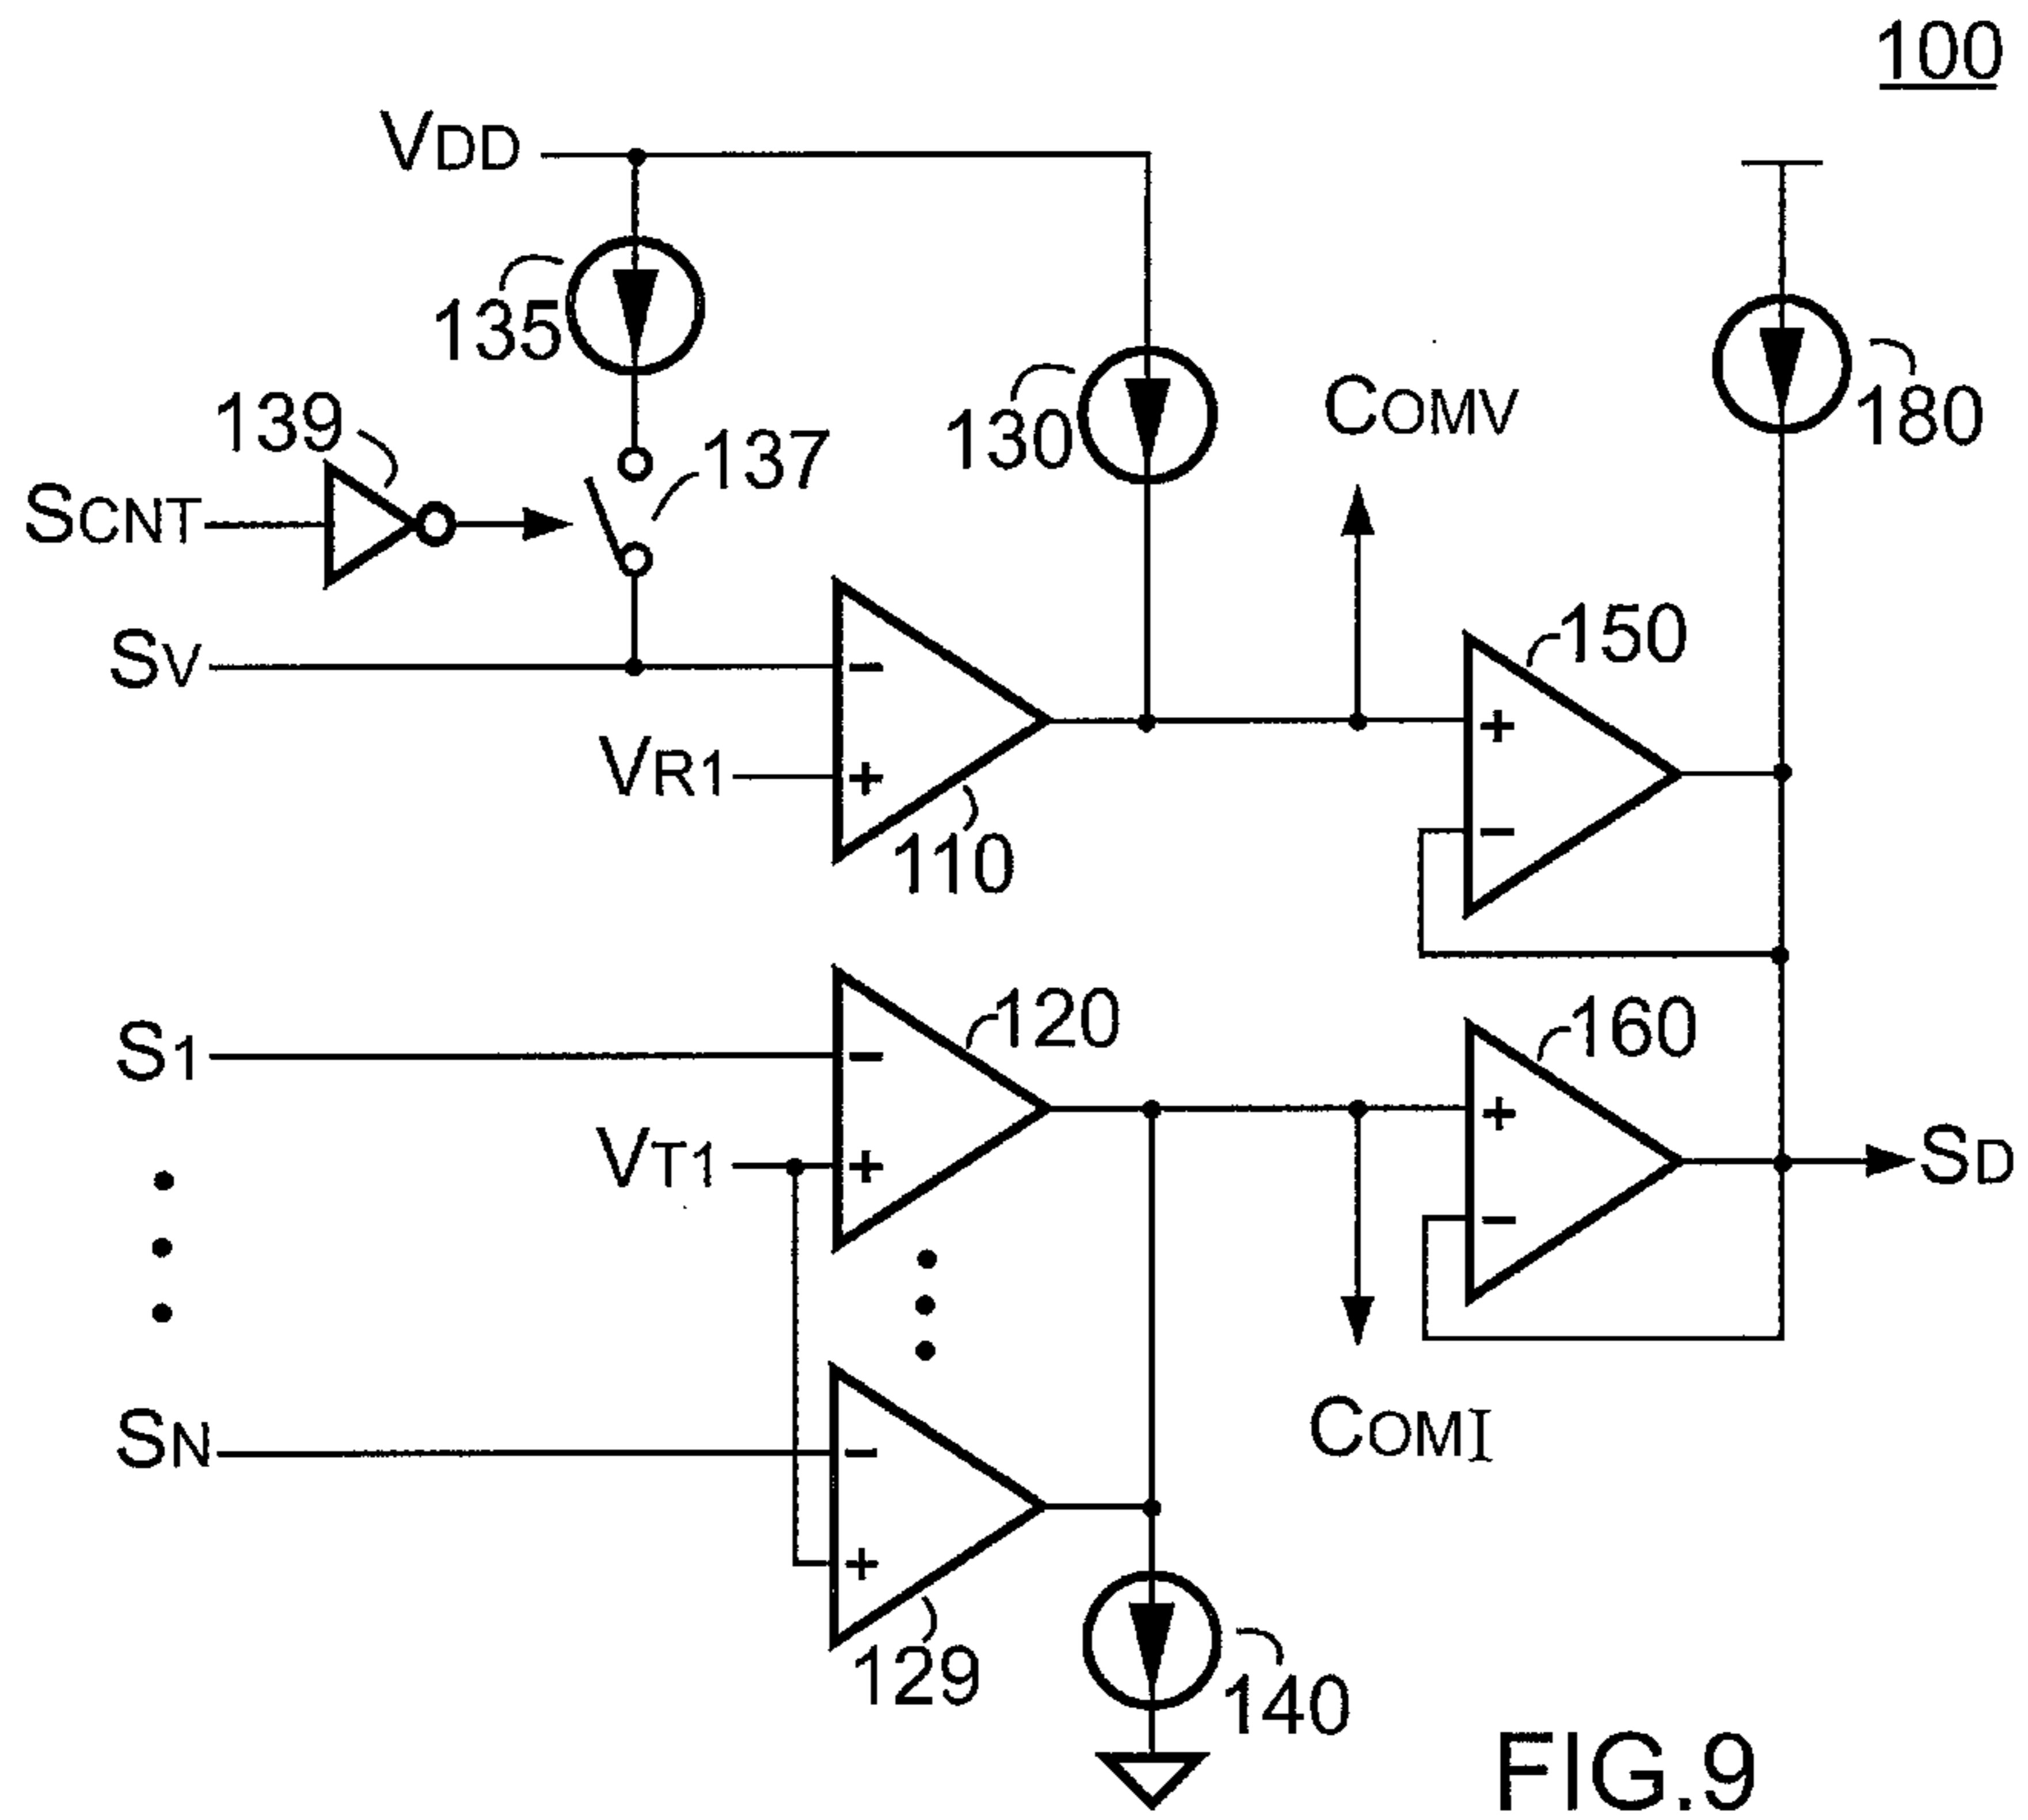 100
VDD
135
139
137
130
COMV
180
SCNT
SV
150
VR1
110
S1
120
160
VT1
SD
SN
129
COMI
140
FIG.9